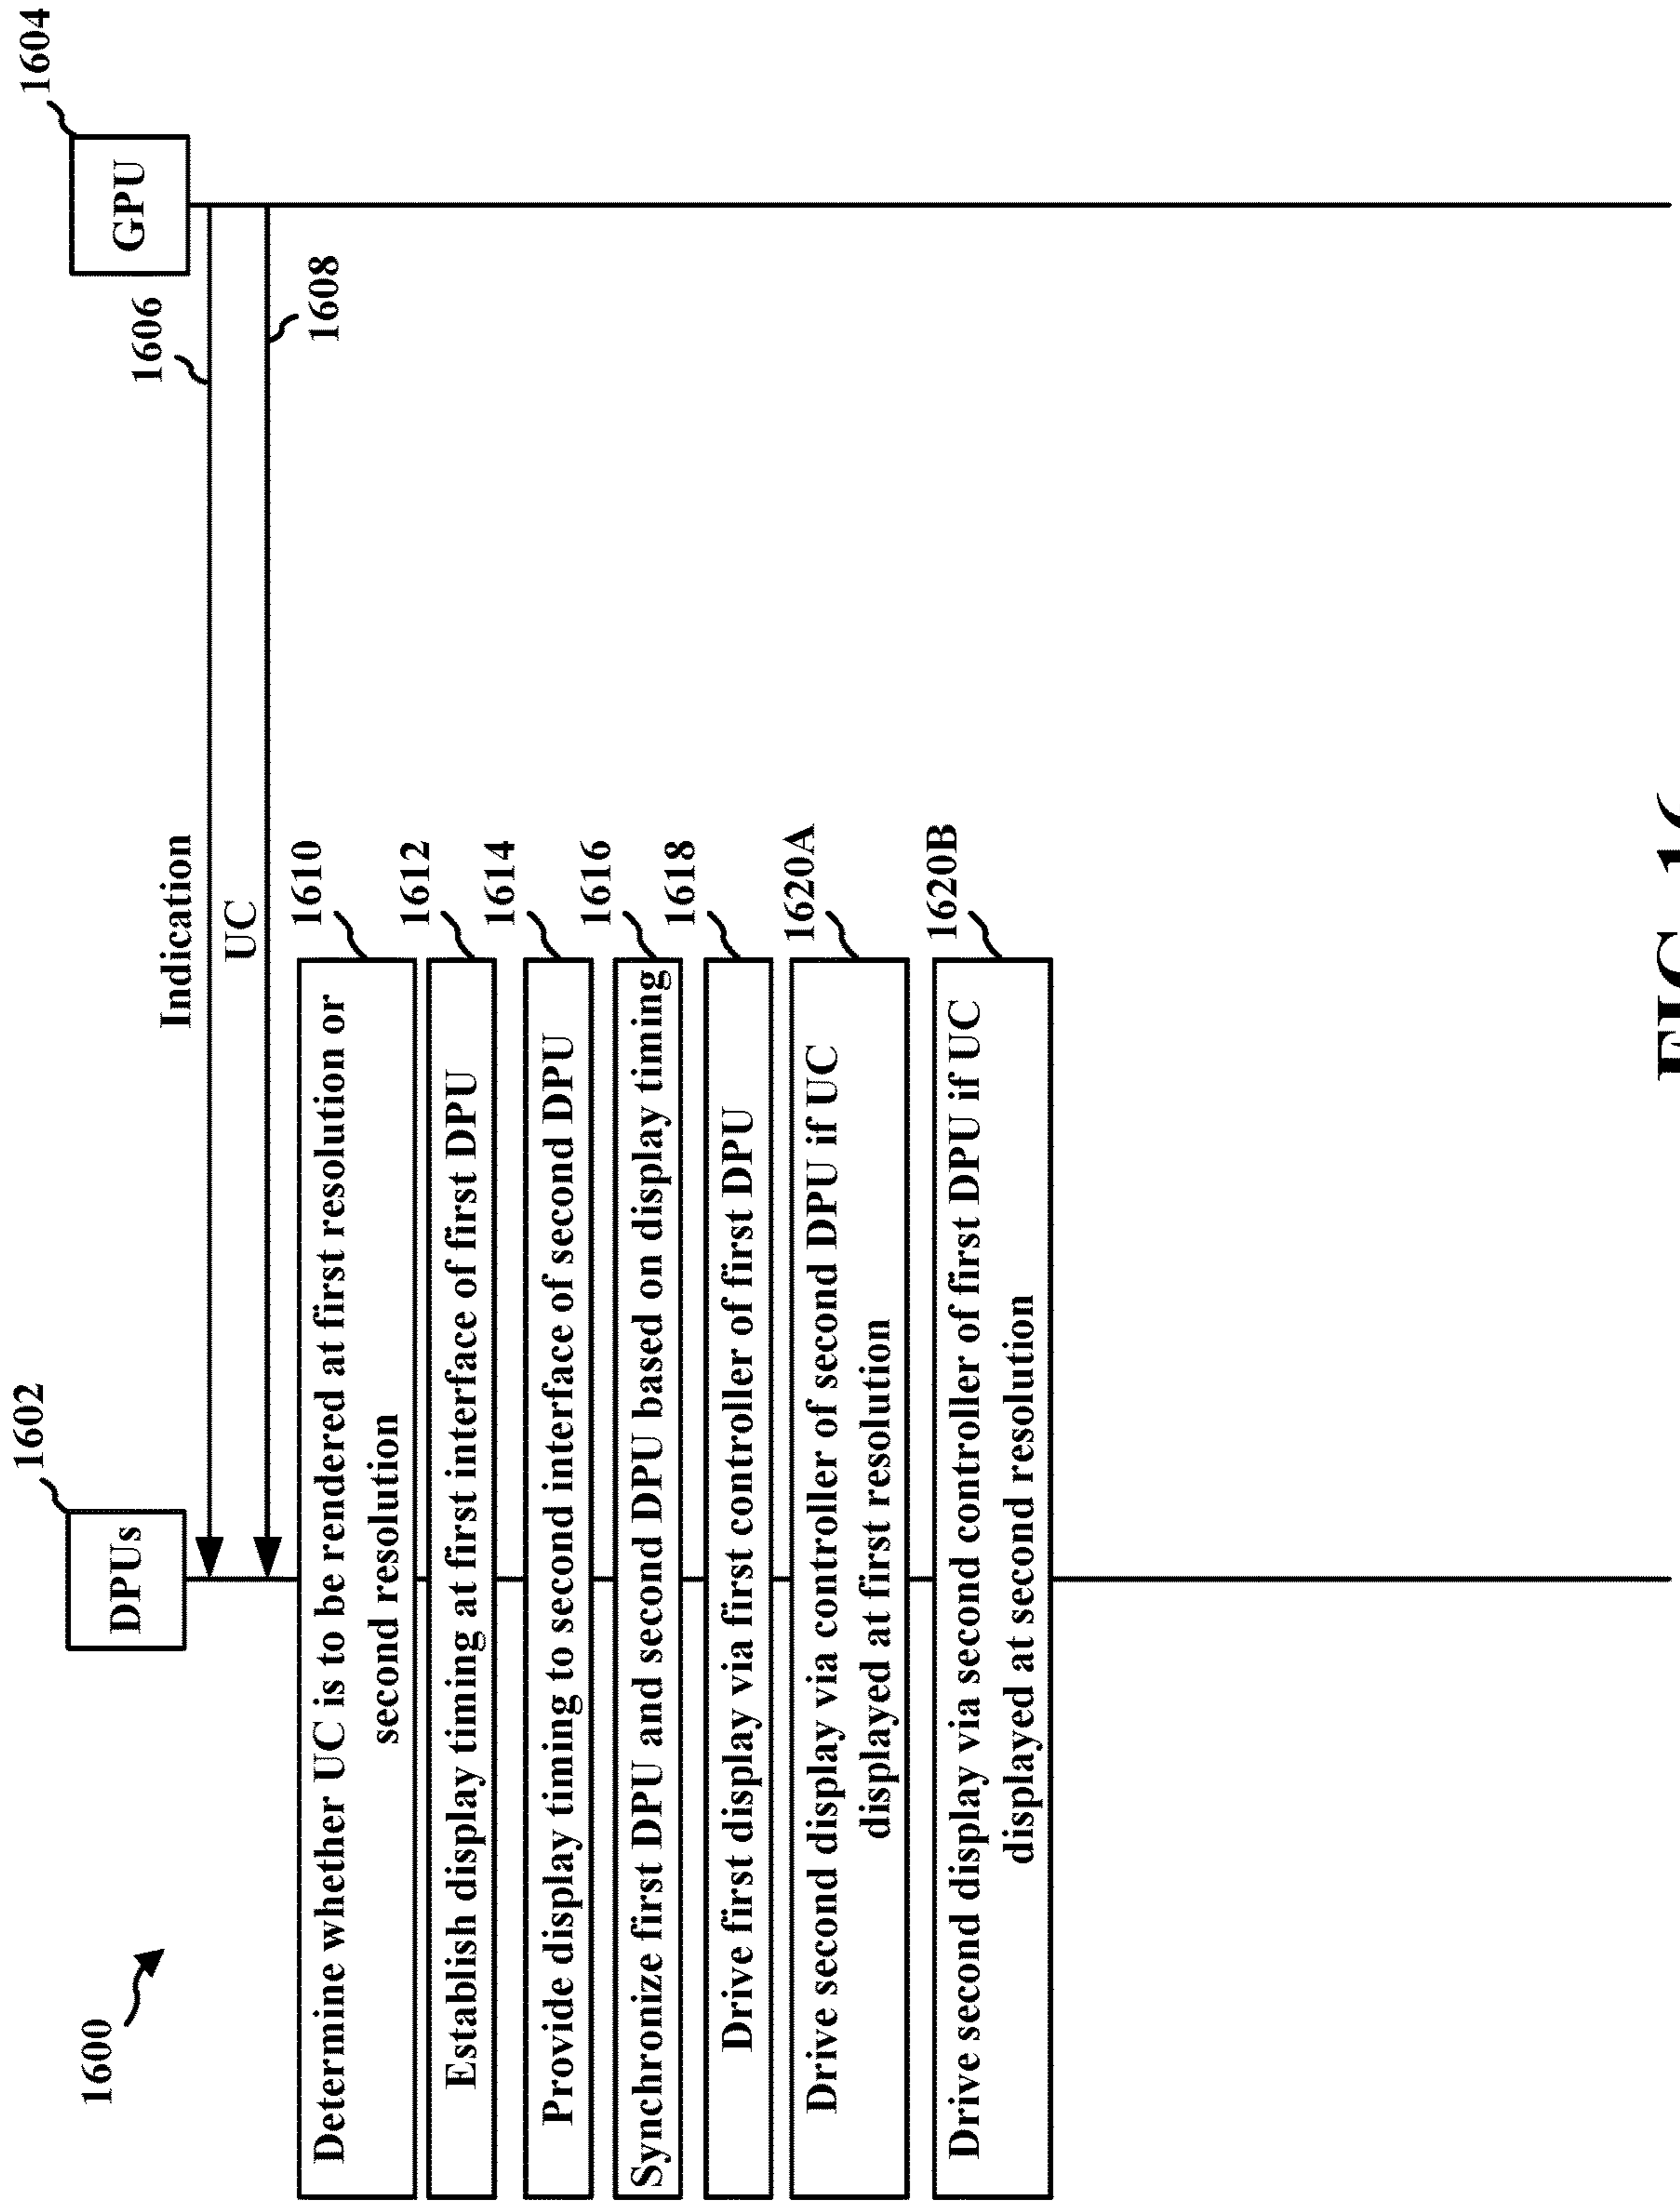 1600
1602
DPUs
1604
GPU
Indication
1606
UC
1608
Determine whether UC is to be rendered at first resolution or
second resolution
1610
Establish display timing at first interface of first DPU
1612
Provide display timing to second interface of second DPU
1614
Synchronize first DPU and second DPU based on display timing
1616
Drive first display via first controller of first DPU
1618
Drive second display via controller of second DPU if UC
displayed at first resolution
1620A
Drive second display via second controller of first DPU if UC
displayed at second resolution
1620B